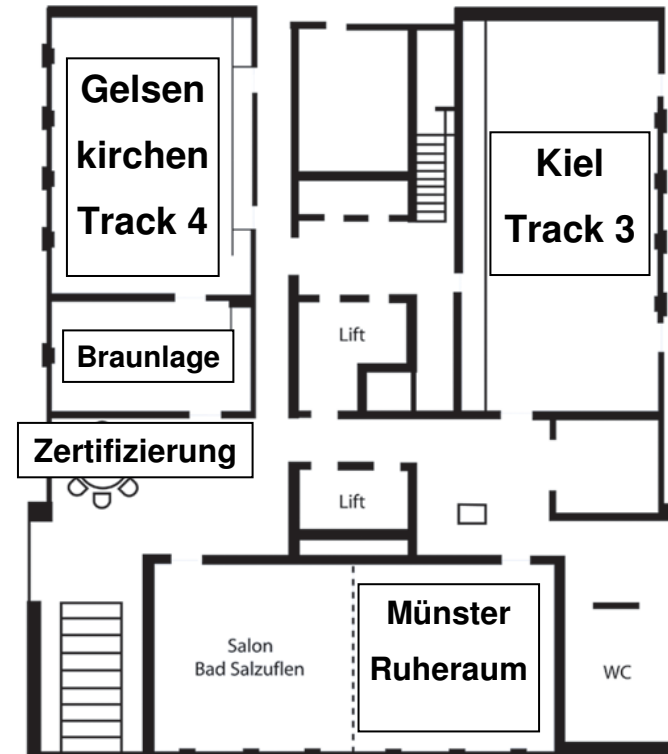 Gelsen
kirchen
Track 4
Kiel
Track 3
Lift
Braunlage
Zertifizierung
Lift
Salon
Bad Salzuflen
Münster
Ruheraum
WC